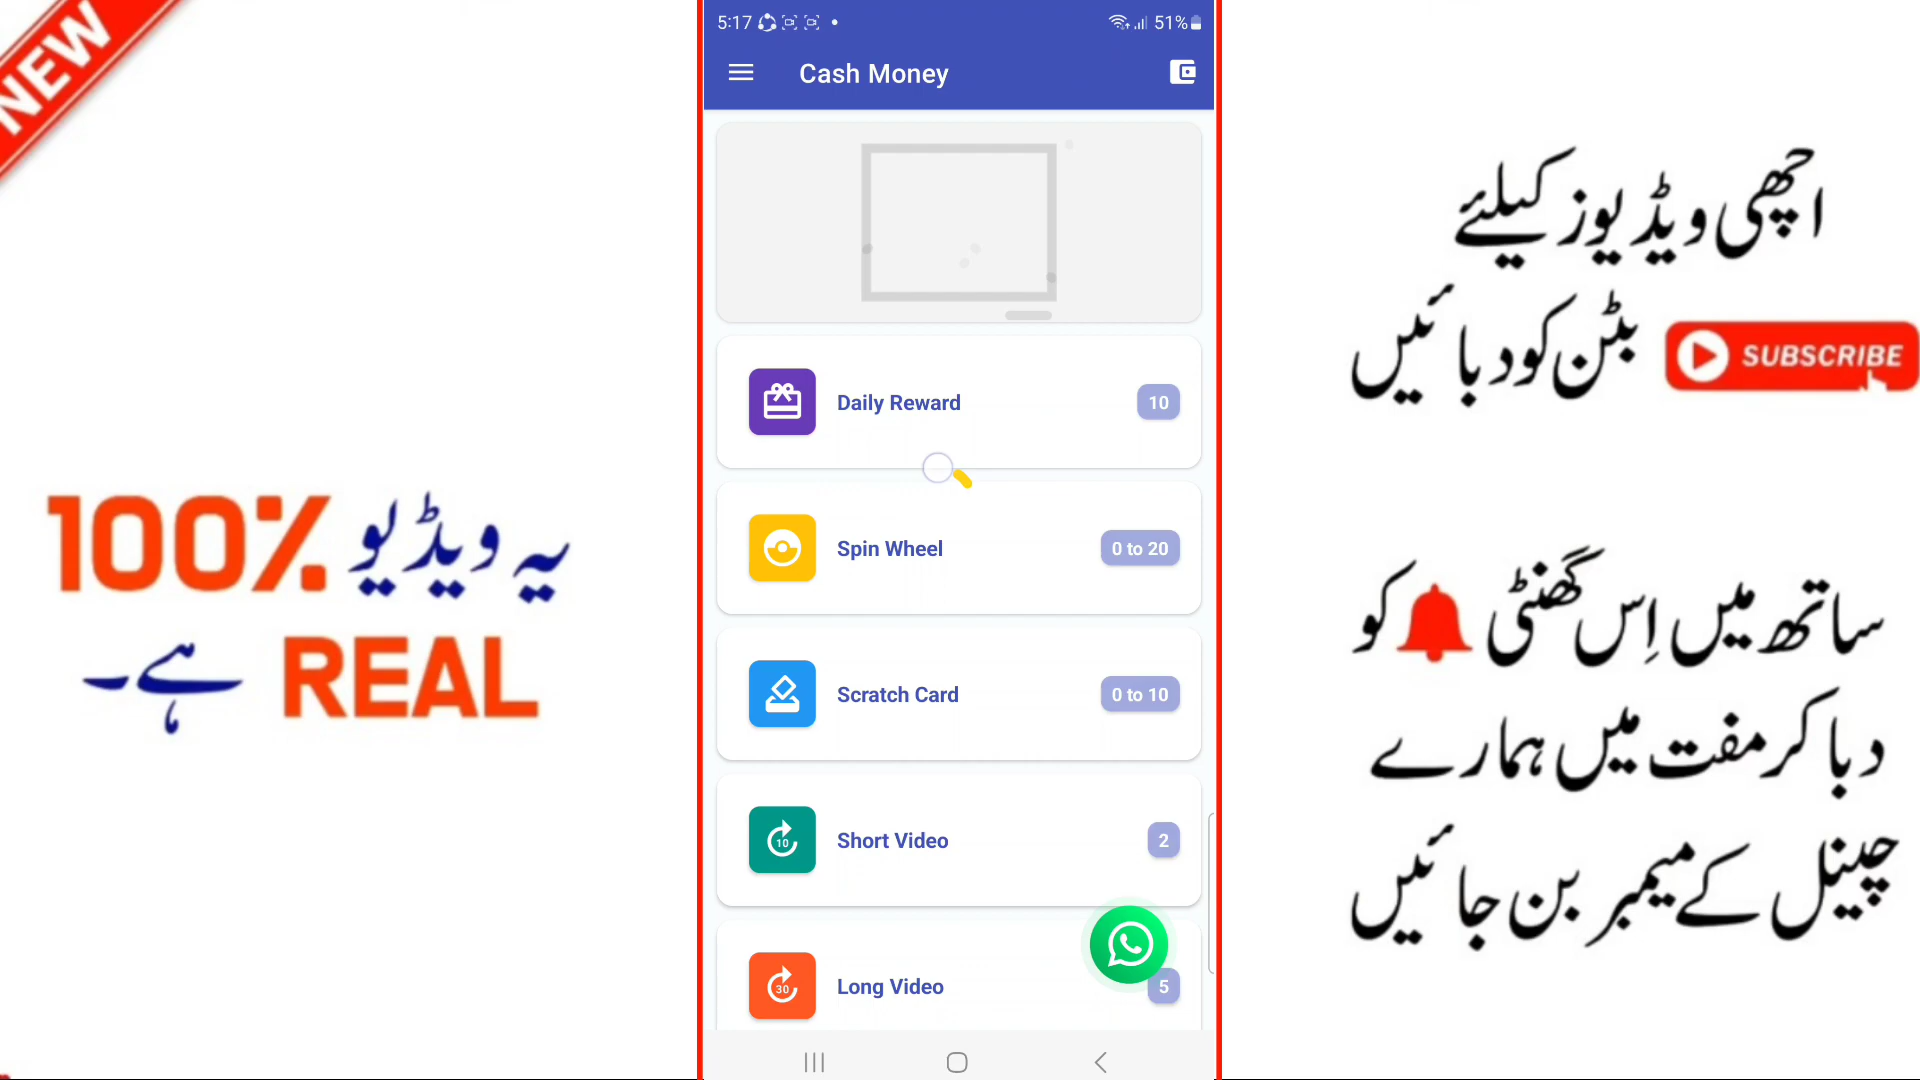 NEW
یہ ویڈیو 100%
REAL ہے۔
5:17
51%
Cash Money
Daily Reward
10
Spin Wheel
0 to 20
Scratch Card
0 to 10
10
Short Video
2
30
Long Video
5
اچھی ویڈیوز کیلئے
SUBSCRIBE بٹن کو دبائیں
ساتھ میں اِس گھنٹی کو
دبا کر مفت میں ہمارے
چینل کے میمبر بن جائیں